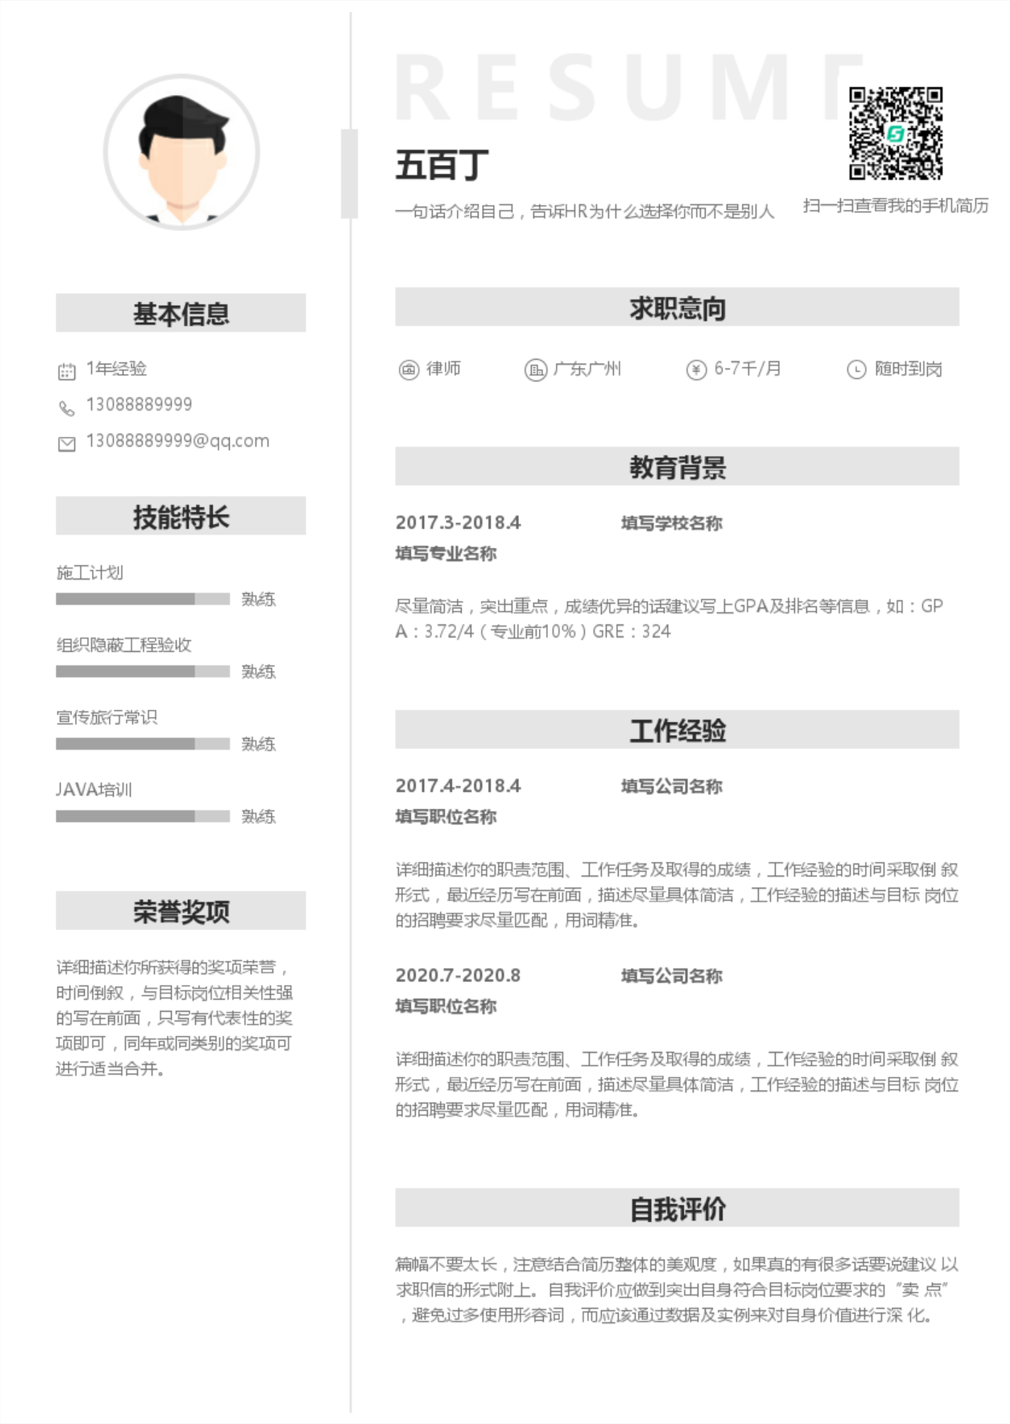 RESUME
五百丁
一句话介绍自己，告诉HR为什么选择你而不是别人
扫一扫查看我的手机简历
基本信息
1年经验
13088889999
13088889999@qq.com
技能特长
施工计划
熟练
组织隐蔽工程验收
熟练
宣传旅行常识
熟练
JAVA培训
熟练
荣誉奖项
详细描述你所获得的奖项荣誉，
时间倒叙，与目标岗位相关性强
的写在前面，只写有代表性的奖
项即可，同年或同类别的奖项可
进行适当合并。
求职意向
律师 广东广州 6-7千/月 随时到岗
教育背景
2017.3-2018.4 填写学校名称
填写专业名称
尽量简洁，突出重点，成绩优异的话建议写上GPA及排名等信息，如：GP
A：3.72/4（专业前10%）GRE：324
工作经验
2017.4-2018.4 填写公司名称
填写职位名称
详细描述你的职责范围、工作任务及取得的成绩，工作经验的时间采取倒 叙
形式，最近经历写在前面，描述尽量具体简洁，工作经验的描述与目标 岗位
的招聘要求尽量匹配，用词精准。
2020.7-2020.8 填写公司名称
填写职位名称
详细描述你的职责范围、工作任务及取得的成绩，工作经验的时间采取倒 叙
形式，最近经历写在前面，描述尽量具体简洁，工作经验的描述与目标 岗位
的招聘要求尽量匹配，用词精准。
自我评价
篇幅不要太长，注意结合简历整体的美观度，如果真的有很多话要说建议 以
求职信的形式附上。自我评价应做到突出自身符合目标岗位要求的“卖 点”
，避免过多使用形容词，而应该通过数据及实例来对自身价值进行深 化。